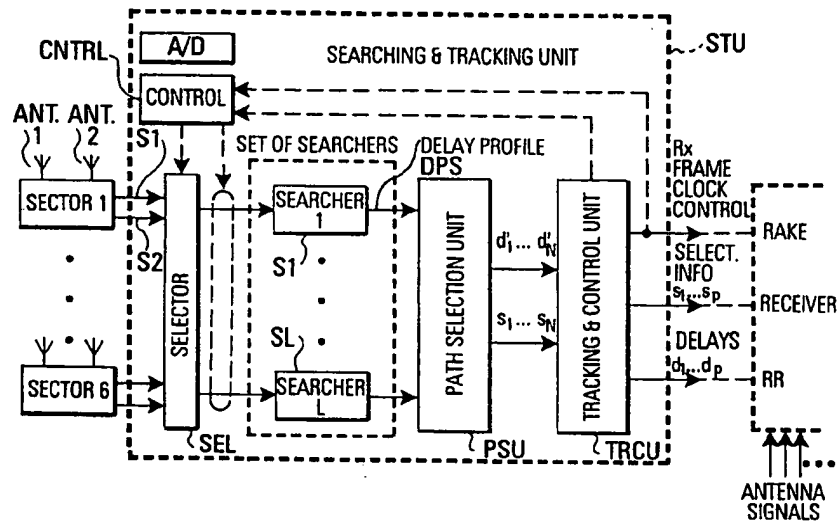 A/D
SEARCHING & TRACKING UNIT
STU
CNTRL
CONTROL
ANT. 1
ANT. 2
S1
SET OF SEARCHERS
DELAY PROFILE
DPS
Rx
FRAME
CLOCK
CONTROL
SECTOR 1
S2
SELECTOR
SEARCHER
1
S1
PATH SELECTION UNIT
d'1 ... d'N
s1 ... sN
TRACKING & CONTROL UNIT
RAKE
SELECT.
INFO
s1...sp
RECEIVER
DELAYS
d1...dp
RR
SL
SECTOR 6
SEARCHER
L
SEL
PSU
TRCU
ANTENNA
SIGNALS